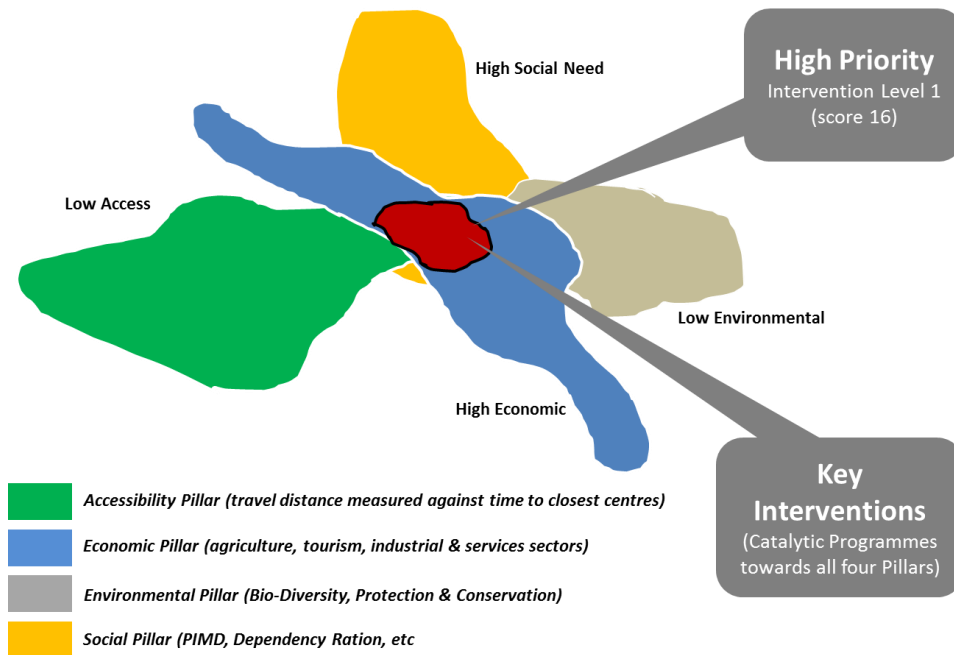 High Priority
Intervention Level 1
(score 16)
High Social Need
Low Access
Low Environmental
High Economic
Key
Interventions
(Catalytic Programmes
towards all four Pillars)
Accessibility Pillar (travel distance measured against time to closest centres)
Economic Pillar (agriculture, tourism, industrial & services sectors)
Environmental Pillar (Bio-Diversity, Protection & Conservation)
Social Pillar (PIMD, Dependency Ration, etc